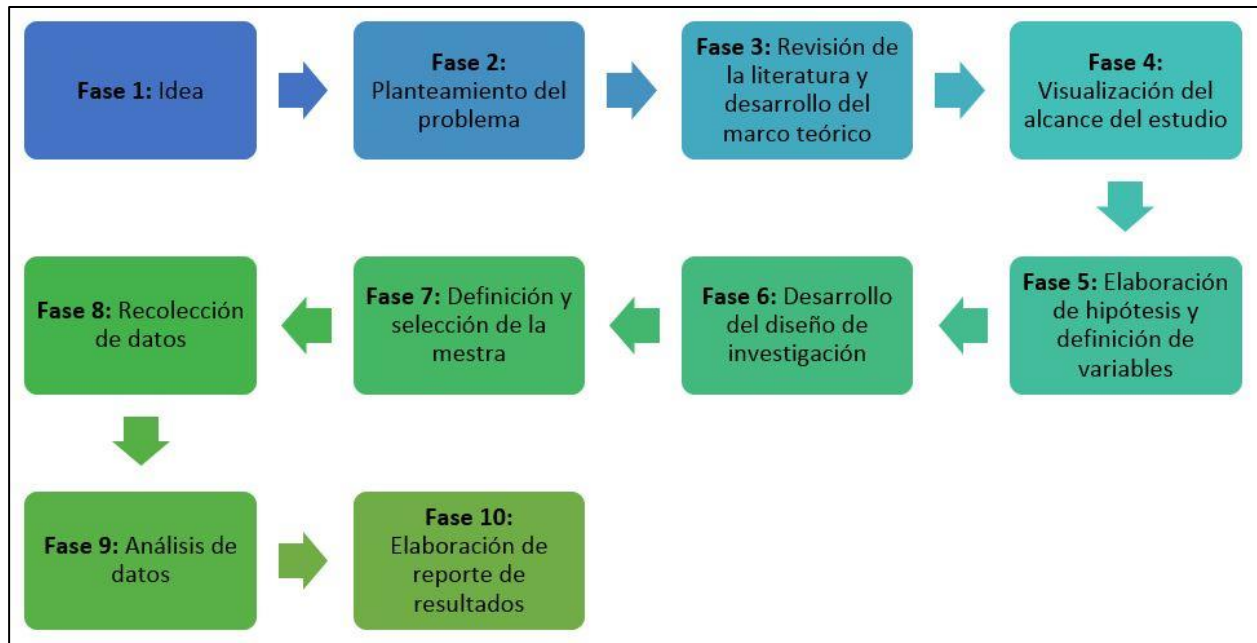 Fase 1: Idea
Fase 2:
Planteamiento del
problema
Fase 3: Revisión de
la literatura y
desarrollo del
marco teórico
Fase 4:
Visualización del
alcance del estudio
Fase 5: Elaboración
de hipótesis y
definición de
variables
Fase 6: Desarrollo
del diseño de
investigación
Fase 7: Definición y
selección de la
mestra
Fase 8: Recolección
de datos
Fase 9: Análisis de
datos
Fase 10:
Elaboración de
reporte de
resultados